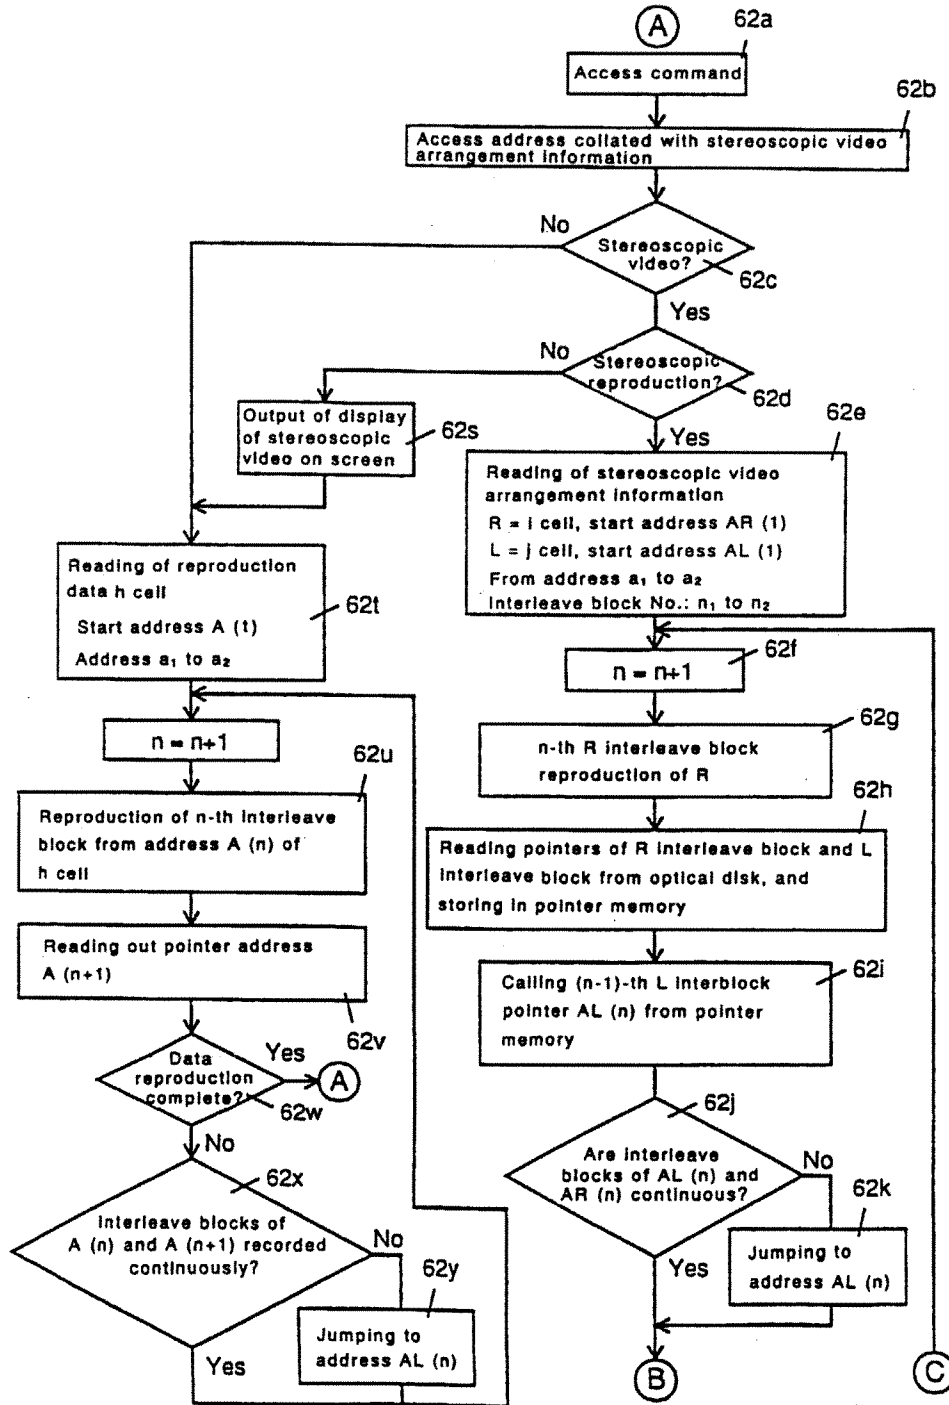 A
62a
Access command
62b
Access address collated with stereoscopic video
arrangement information
No
Stereoscopic
video?
62c
Yes
No
Stereoscopic
reproduction?
62d
Yes
Output of display
of stereoscopic
video on screen
62s
62e
Reading of stereoscopic video
arrangement information
R = i cell, start address AR (1)
L = j cell, start address AL (1)
From address a₁ to a₂
Interleave block No.: n₁ to n₂
Reading of reproduction
data h cell
Start address A (t)
Address a₁ to a₂
62t
62f
n = n+1
n = n+1
62g
n-th R interleave block
reproduction of R
62u
Reproduction of n-th interleave
block from address A (n) of
h cell
62h
Reading pointers of R interleave block and L
interleave block from optical disk, and
storing in pointer memory
Reading out pointer address
A (n+1)
62v
62i
Calling (n-1)-th L interblock
pointer AL (n) from pointer
memory
Data
reproduction
complete?
Yes
A
62w
No
62j
Are interleave
blocks of AL (n) and
AR (n) continuous?
No
62k
Jumping to
address AL (n)
Yes
62x
Interleave blocks of
A (n) and A (n+1) recorded
continuously?
No
62y
Jumping to
address AL (n)
Yes
B
C